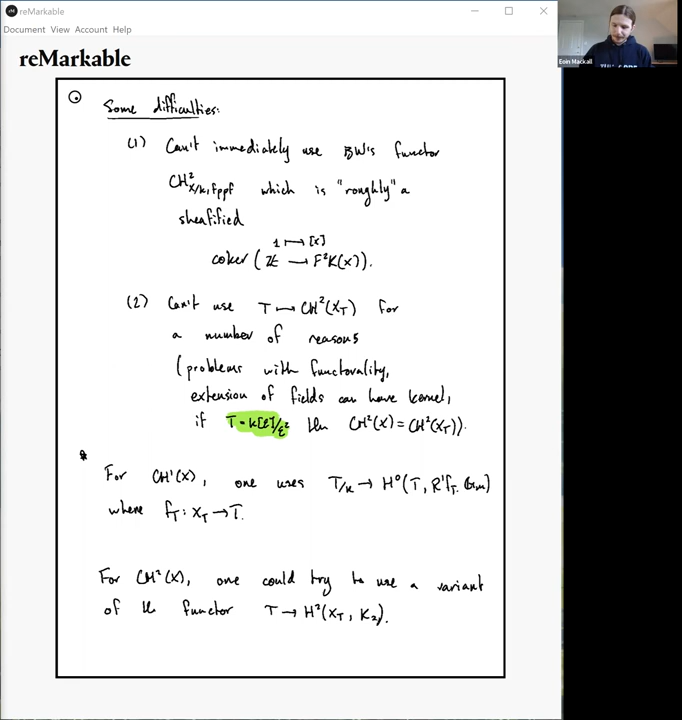 reMarkable
Document View Account Help
reMarkable
Eoin Mackall
Some difficulties:
(1) Can't immediately use BW's functor
CH²_{X/k, fppf} which is "roughly" a
sheafified
1 ↦ [x]
coker (ℤ → F²K(X)).
(2) Can't use T ↦ CH²(X_T) for
a number of reasons
(problems with functorality,
extension of fields can have kernel,
if T = k[ε]/ε² then CH²(X) = CH²(X_T)).
* For CH¹(X), one uses T/k → H⁰(T, R¹f_T* G_m)
where f_T : X_T → T.
For CH²(X), one could try to use a variant
of the functor T → H²(X_T, K₂).